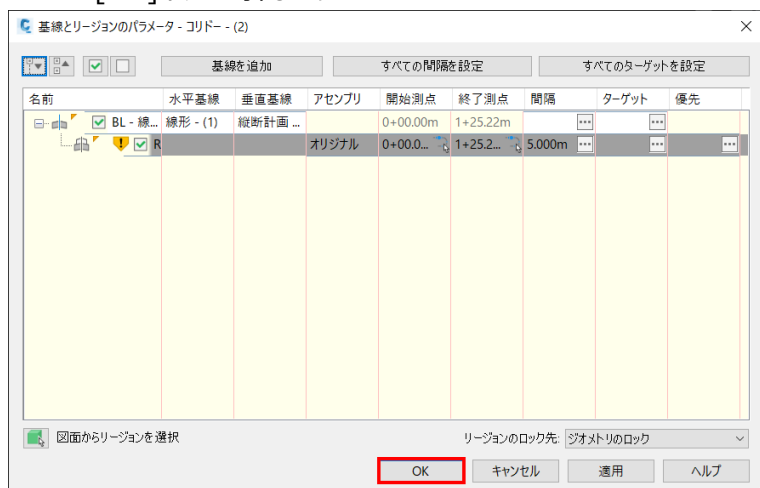 基線とリージョンのパラメータ - コリドー - (2)
基線を追加 すべての間隔を設定 すべてのターゲットを設定
名前 水平基線 垂直基線 アセンブリ 開始測点 終了測点 間隔 ターゲット 優先
BL - 線... 線形 - (1) 縦断計画 ... 0+00.00m 1+25.22m
R オリジナル 0+00.0... 1+25.2... 5.000m
図面からリージョンを選択 リージョンのロック先: ジオメトリのロック
OK キャンセル 適用 ヘルプ